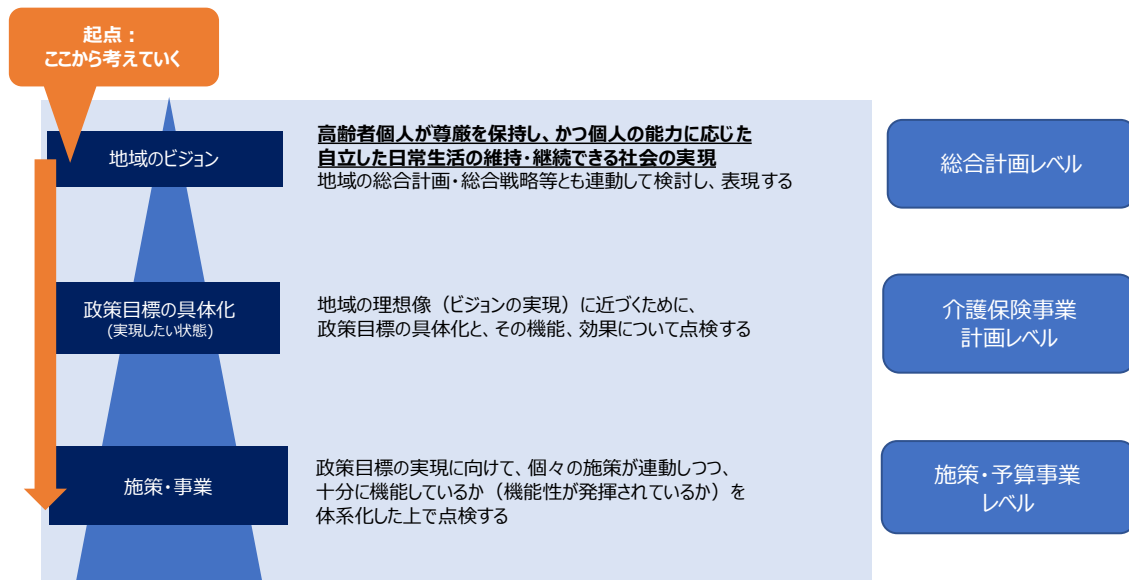 起点：
ここから考えていく
地域のビジョン
高齢者個人が尊厳を保持し、かつ個人の能力に応じた
自立した日常生活の維持・継続できる社会の実現
地域の総合計画・総合戦略等とも連動して検討し、表現する
総合計画レベル
政策目標の具体化
(実現したい状態)
地域の理想像（ビジョンの実現）に近づくために、
政策目標の具体化と、その機能、効果について点検する
介護保険事業
計画レベル
施策・事業
政策目標の実現に向けて、個々の施策が連動しつつ、
十分に機能しているか（機能性が発揮されているか）を
体系化した上で点検する
施策・予算事業
レベル